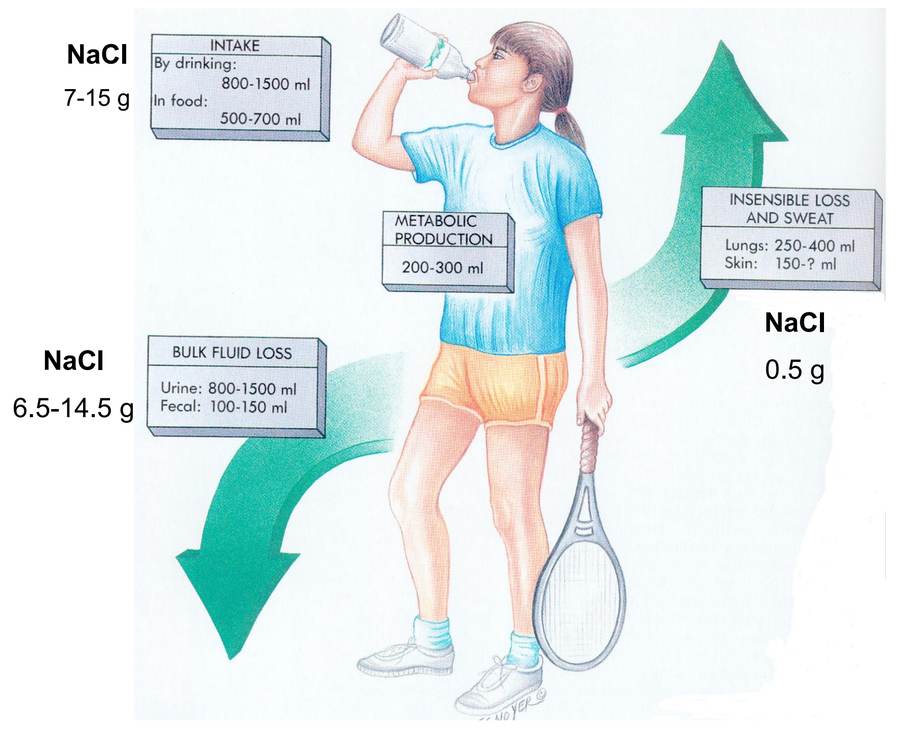 NaCl
7-15 g
INTAKE
By drinking:
800-1500 ml
In food:
500-700 ml
METABOLIC
PRODUCTION
200-300 ml
INSENSIBLE LOSS
AND SWEAT
Lungs: 250-400 ml
Skin: 150-? ml
NaCl
0.5 g
NaCl
6.5-14.5 g
BULK FLUID LOSS
Urine: 800-1500 ml
Fecal: 100-150 ml